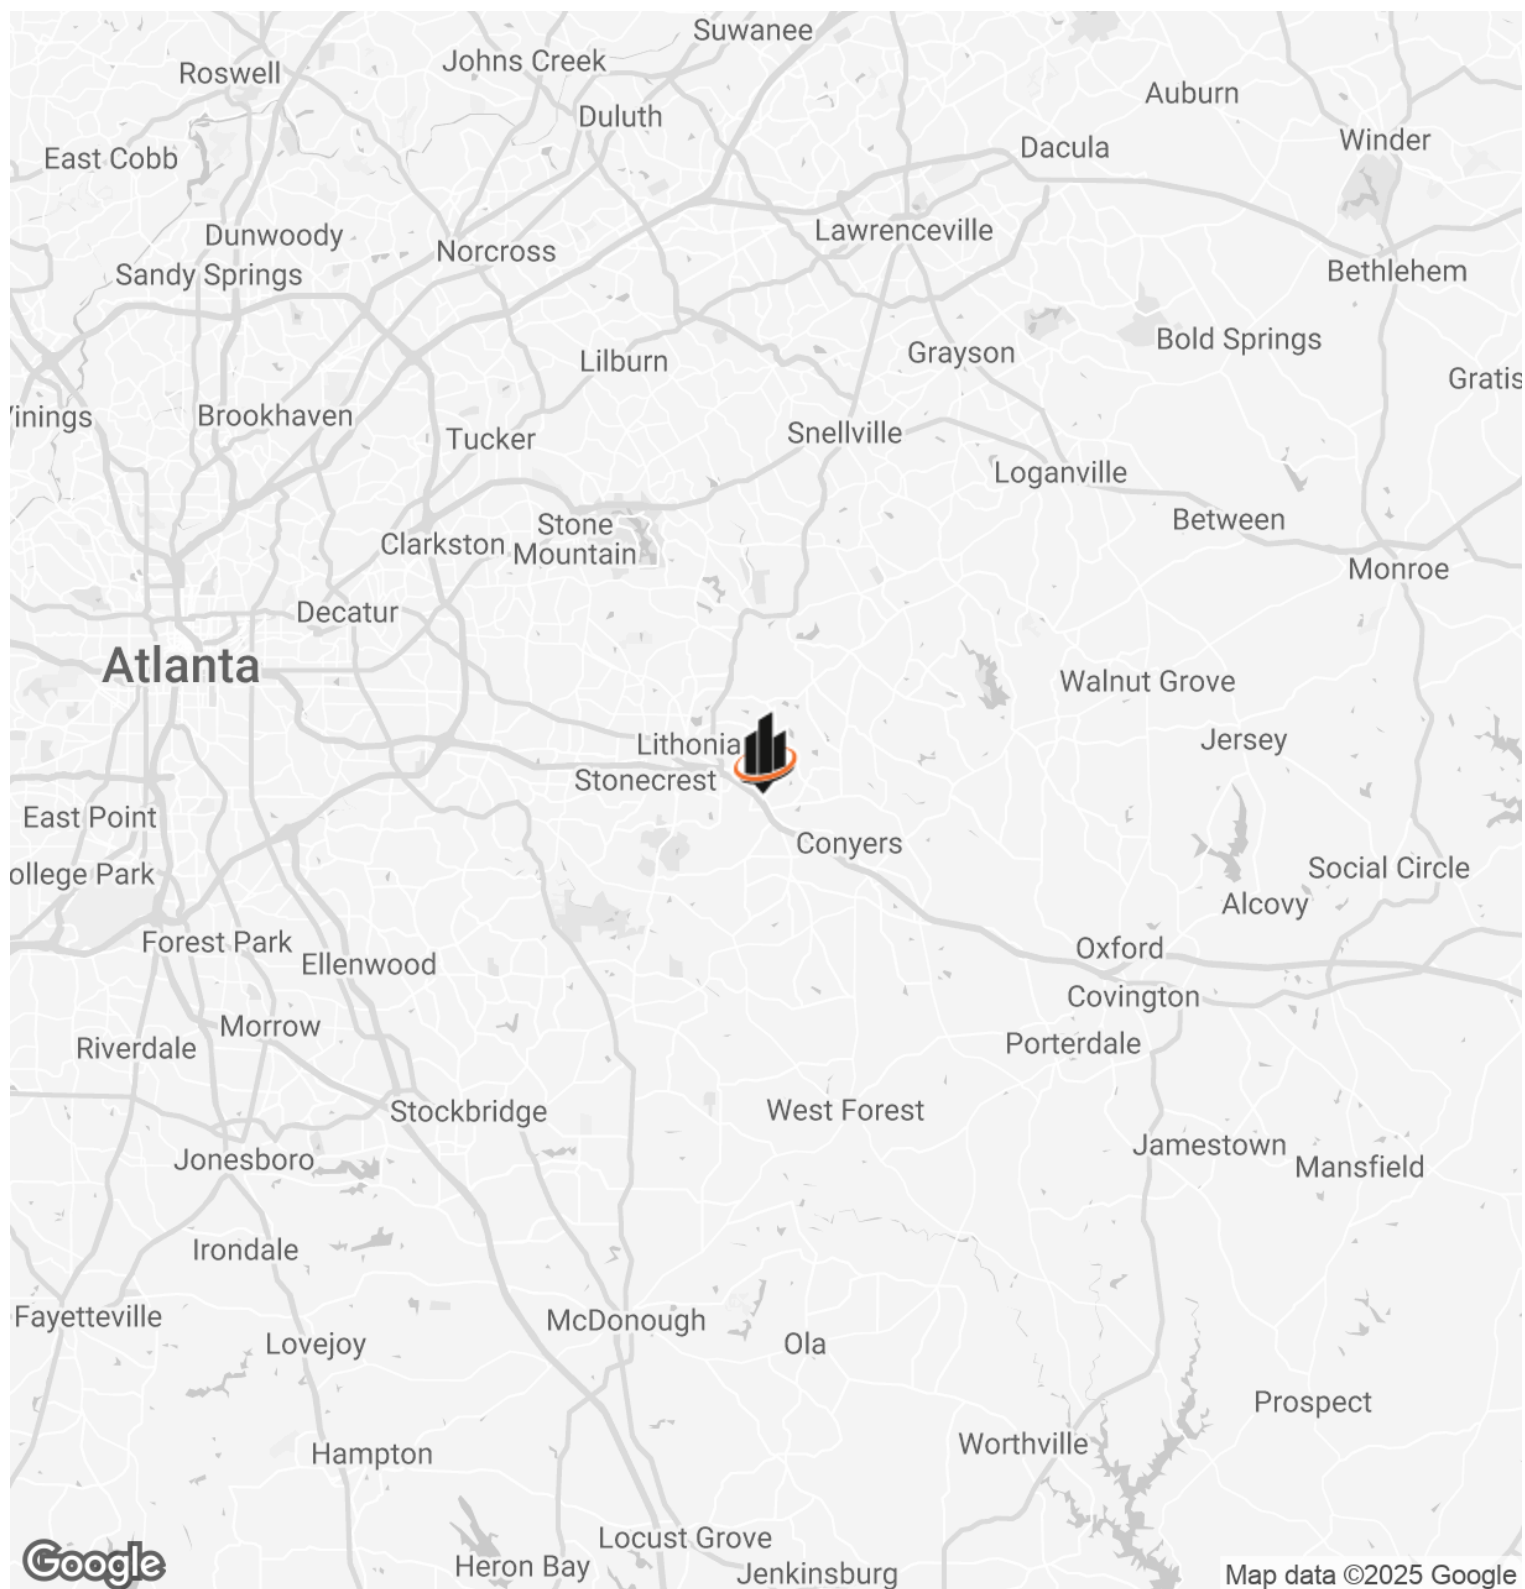 Suwanee
Johns Creek
Roswell
Auburn
Duluth
Winder
Dacula
East Cobb
Lawrenceville
Dunwoody
Norcross
Sandy Springs
Bethlehem
Bold Springs
Grayson
Lilburn
Gratis
Vinings
Brookhaven
Snellville
Tucker
Loganville
Between
Stone
Mountain
Clarkston
Monroe
Decatur
Atlanta
Walnut Grove
Jersey
Lithonia
Stonecrest
East Point
Conyers
Social Circle
ollege Park
Alcovy
Forest Park
Oxford
Ellenwood
Covington
Morrow
Porterdale
Riverdale
West Forest
Stockbridge
Jamestown
Jonesboro
Mansfield
Irondale
Fayetteville
McDonough
Lovejoy
Ola
Prospect
Worthville
Hampton
Locust Grove
Heron Bay
Jenkinsburg
Google
Map data ©2025 Google